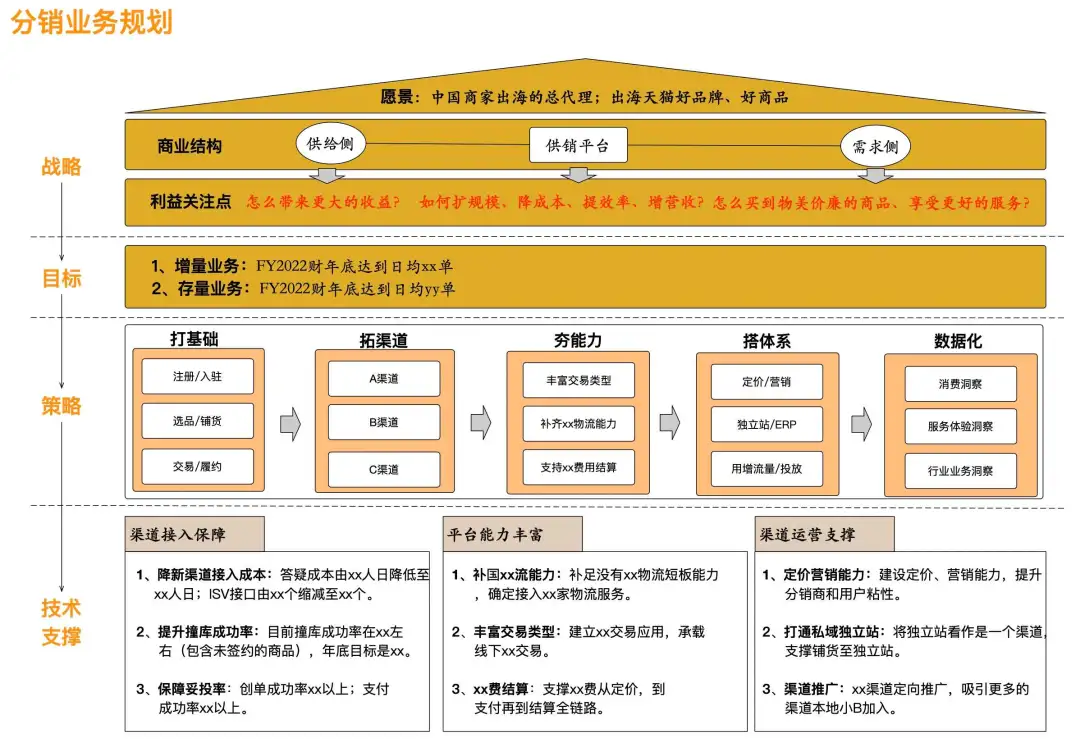 分销业务规划
愿景：中国商家出海的总代理；出海天猫好品牌、好商品
战略
商业结构
供给侧
供销平台
需求侧
利益关注点
怎么带来更大的收益?
如何扩规模、降成本、提效率、增营收?
怎么买到物美价廉的商品、享受更好的服务?
目标
1、增量业务：FY2022财年底达到日均xx单
2、存量业务：FY2022财年底达到日均yy单
策略
打基础
注册/入驻
选品/铺货
交易/履约
拓渠道
A渠道
B渠道
C渠道
夯能力
丰富交易类型
补齐xx物流能力
支持xx费用结算
搭体系
定价/营销
独立站/ERP
用增流量/投放
数据化
消费洞察
服务体验洞察
行业业务洞察
技术
支撑
渠道接入保障
1、降新渠道接入成本：答疑成本由xx人日降低至
xx人日；ISV接口由xx个缩减至xx个。
2、提升撞库成功率：目前撞库成功率在xx左
右（包含未签约的商品），年底目标是xx。
3、保障妥投率：创单成功率xx以上；支付
成功率xx以上。
平台能力丰富
1、补国xx流能力：补足没有xx物流短板能力
，确定接入xx家物流服务。
2、丰富交易类型：建立xx交易应用，承载
线下xx交易。
3、xx费结算：支撑xx费从定价，到
支付再到结算全链路。
渠道运营支撑
1、定价营销能力：建设定价、营销能力，提升
分销商和用户粘性。
2、打通私域独立站：将独立站看作是一个渠道，
支撑铺货至独立站。
3、渠道推广：xx渠道定向推广，吸引更多的
渠道本地小B加入。